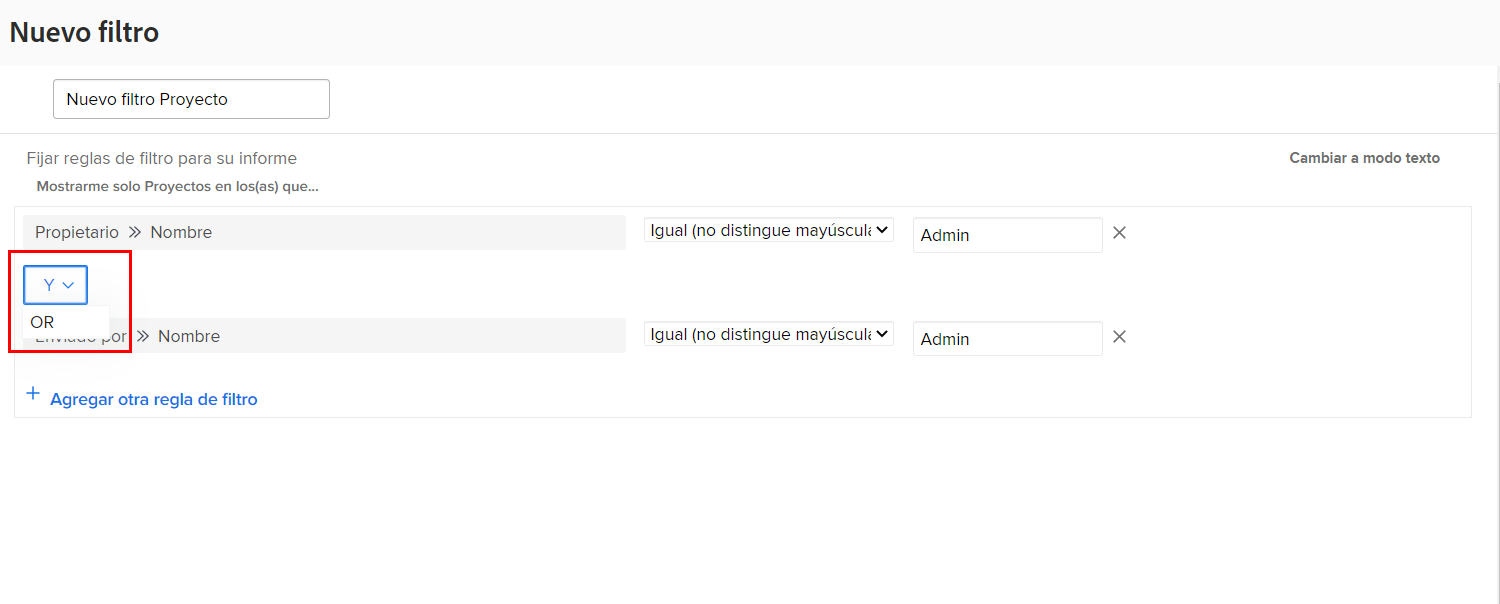 Nuevo filtro
Nuevo filtro Proyecto
Fijar reglas de filtro para su informe
Cambiar a modo texto
Mostrarme solo Proyectos en los(as) que...
Propietario » Nombre Igual (no distingue mayúscula Admin
Y
OR
Enviado por » Nombre Igual (no distingue mayúscula Admin
+ Agregar otra regla de filtro